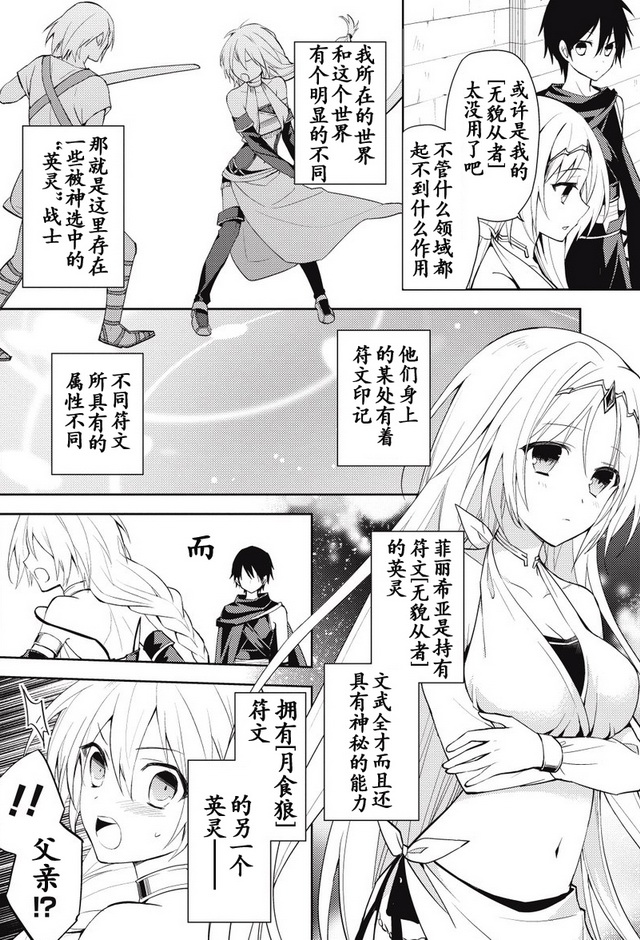 或许是我的
[无貌从者]
太没用了吧
不管什么领域都
起不到什么作用
我所在的世界
和这个世界
有个明显的不同
那就是这里存在
一些被神选中的
“英灵”战士
他们身上
的某处有着
符文印记
不同符文
所具有的
属性不同
菲丽希亚是持有
符文[无貌从者]
的英灵
文武全才而且还
具有神秘的能力
而
拥有[月食狼]
符文
的另一个
英灵——
!!
父亲!?